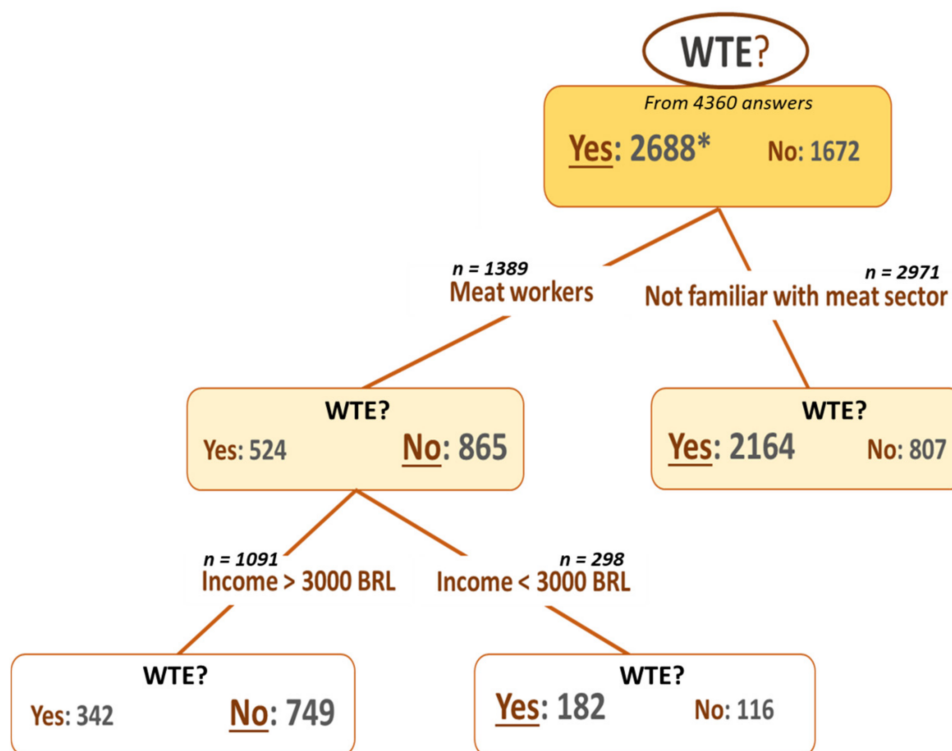 WTE?
From 4360 answers
Yes: 2688* No: 1672
n = 1389
Meat workers
n = 2971
Not familiar with meat sector
WTE?
Yes: 524 No: 865
WTE?
Yes: 2164 No: 807
n = 1091
Income > 3000 BRL
n = 298
Income < 3000 BRL
WTE?
Yes: 342 No: 749
WTE?
Yes: 182 No: 116